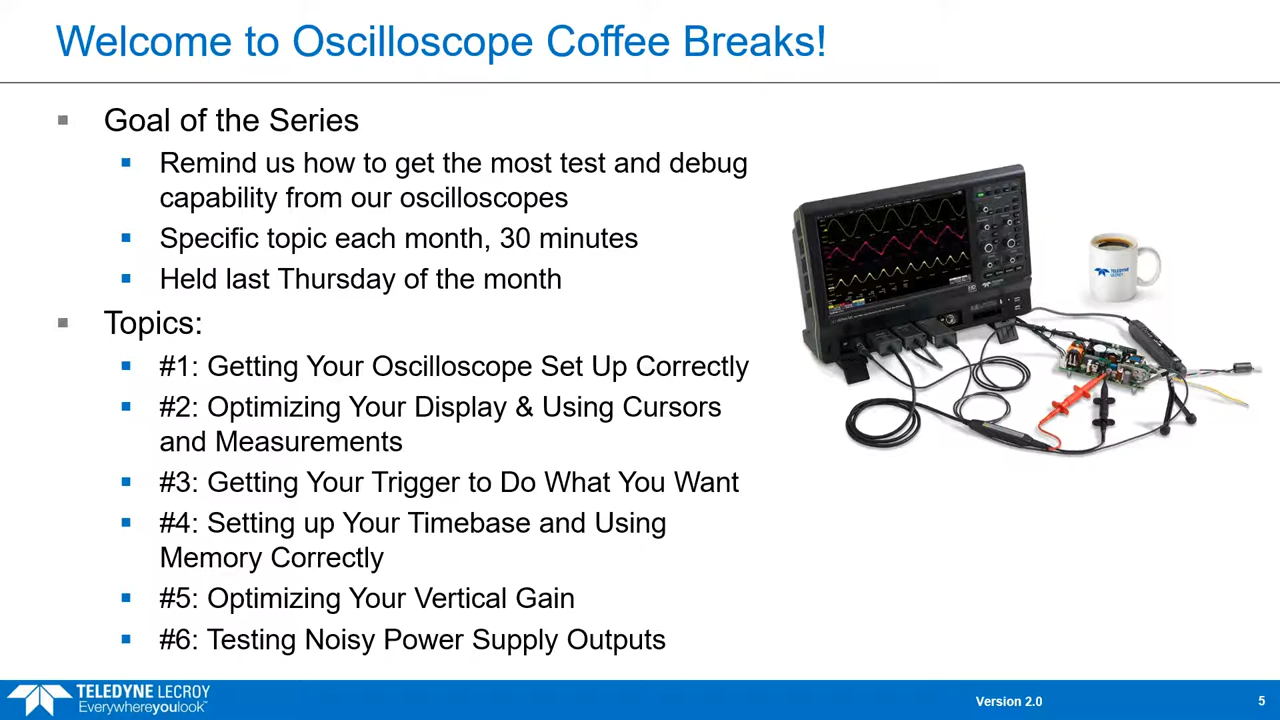 Welcome to Oscilloscope Coffee Breaks!
Goal of the Series
Remind us how to get the most test and debug
capability from our oscilloscopes
Specific topic each month, 30 minutes
Held last Thursday of the month
Topics:
#1: Getting Your Oscilloscope Set Up Correctly
#2: Optimizing Your Display & Using Cursors
and Measurements
#3: Getting Your Trigger to Do What You Want
#4: Setting up Your Timebase and Using
Memory Correctly
#5: Optimizing Your Vertical Gain
#6: Testing Noisy Power Supply Outputs
TELEDYNE
LECROY
TELEDYNE LECROY
Everywhereyoulook™
Version 2.0
5